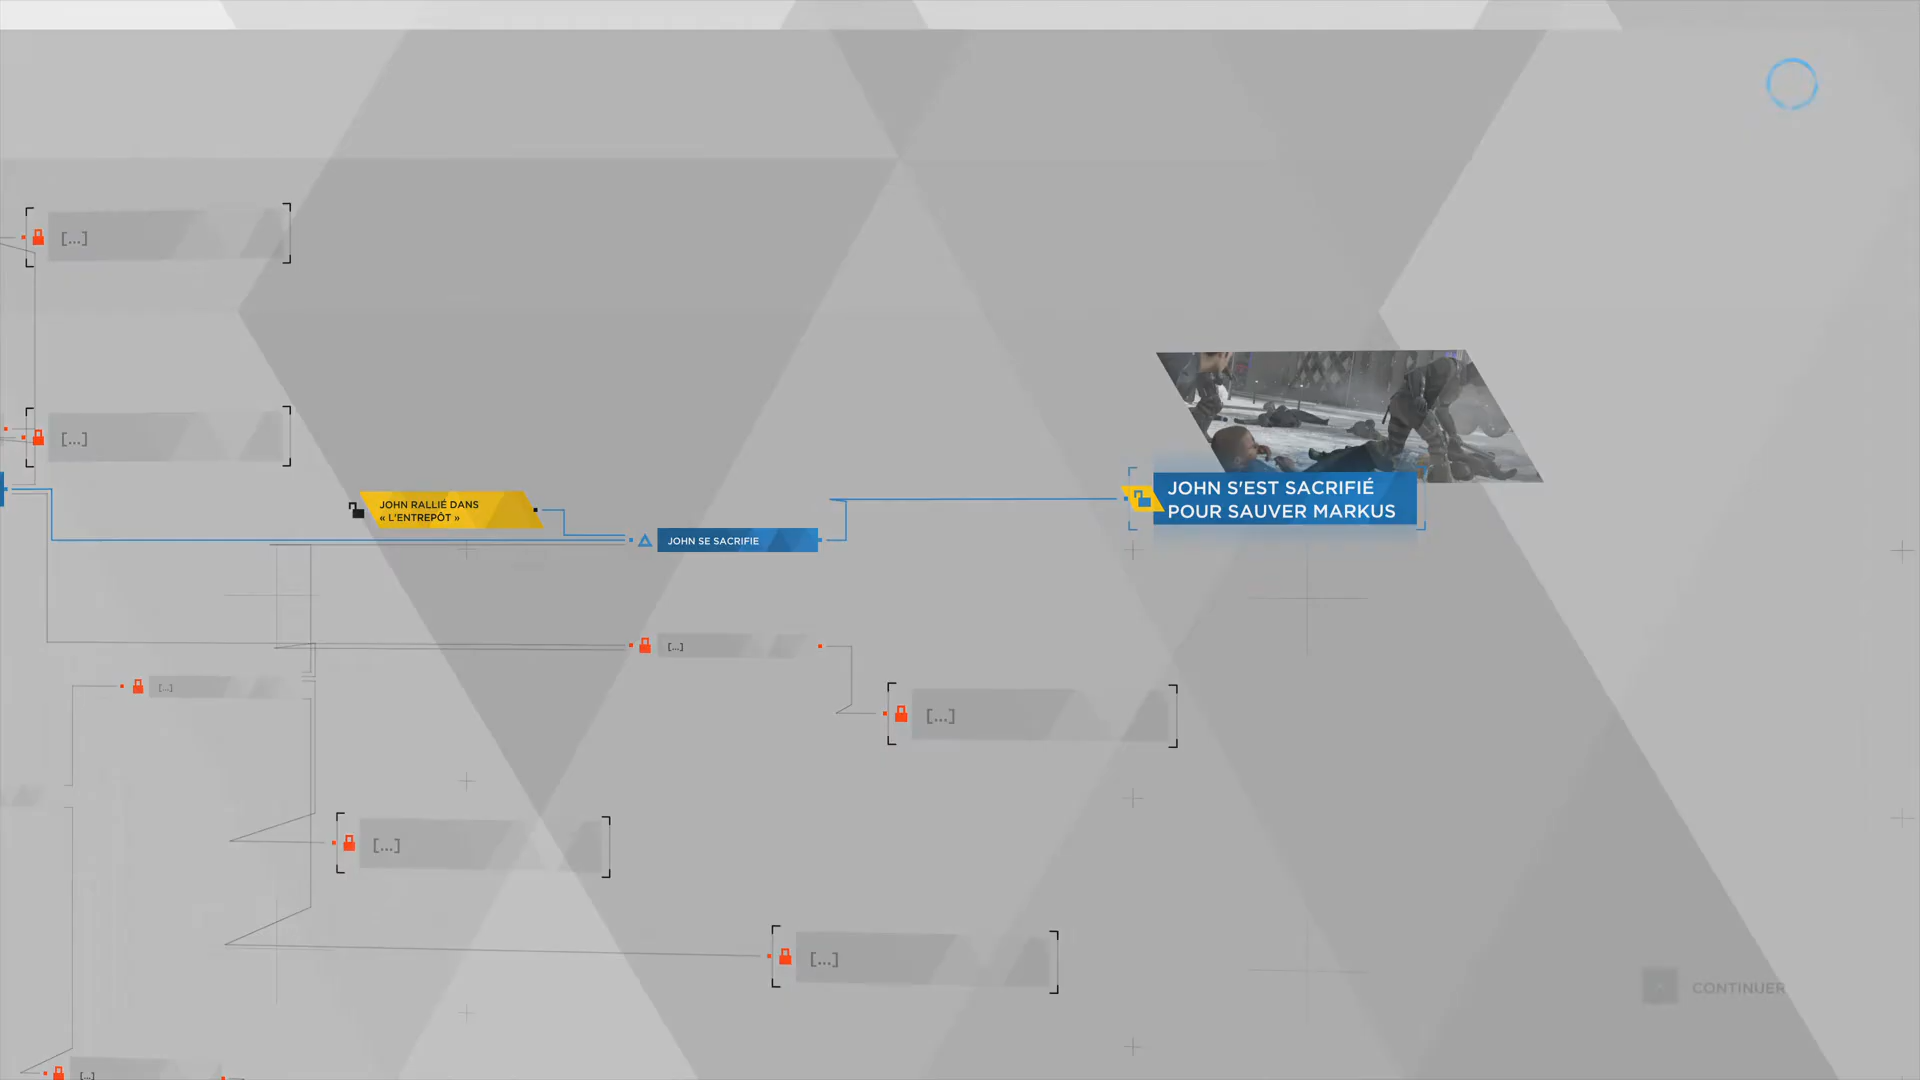 [...]
[...]
JOHN RALLIÉ DANS
« L'ENTREPÔT »
JOHN SE SACRIFIE
JOHN S'EST SACRIFIÉ
POUR SAUVER MARKUS
[...]
[...]
[...]
[...]
[...]
CONTINUER
[...]